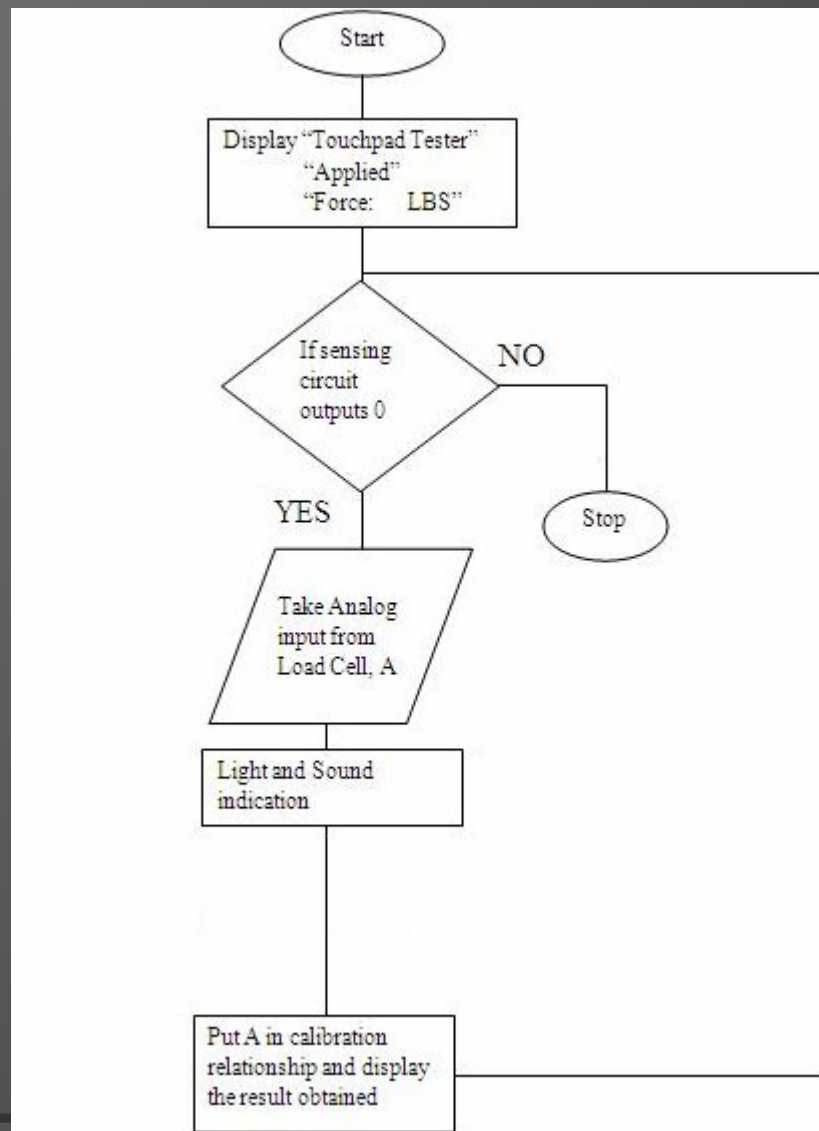 Start
Display “Touchpad Tester”
“Applied”
“Force: LBS”
If sensing
circuit
outputs 0
NO
YES
Stop
Take Analog
input from
Load Cell, A
Light and Sound
indication
Put A in calibration
relationship and display
the result obtained